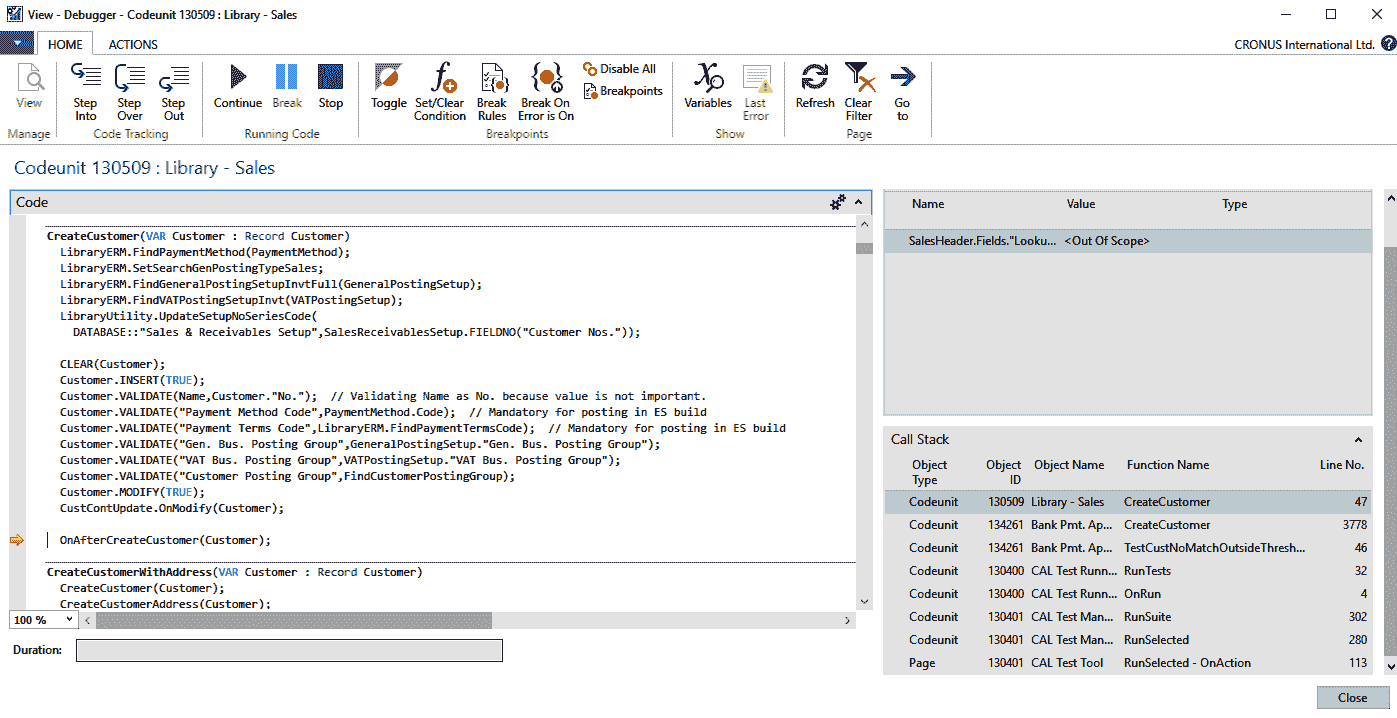 View - Debugger - Codeunit 130509 : Library - Sales
HOME ACTIONS CRONUS International Ltd. ?
View
Manage
Step Into Step Over Step Out
Code Tracking
Continue Break Stop
Running Code
Toggle Set/Clear Condition Break Rules Break On Error is On Disable All Breakpoints
Breakpoints
Variables Last Error
Show
Refresh Clear Filter Go to
Page
Codeunit 130509 : Library - Sales
Code
CreateCustomer(VAR Customer : Record Customer)
LibraryERM.FindPaymentMethod(PaymentMethod);
LibraryERM.SetSearchGenPostingTypeSales;
LibraryERM.FindGeneralPostingSetupInvtFull(GeneralPostingSetup);
LibraryERM.FindVATPostingSetupInvt(VATPostingSetup);
LibraryUtility.UpdateSetupNoSeriesCode(
DATABASE::"Sales & Receivables Setup",SalesReceivablesSetup.FIELDNO("Customer Nos."));
CLEAR(Customer);
Customer.INSERT(TRUE);
Customer.VALIDATE(Name,Customer."No."); // Validating Name as No. because value is not important.
Customer.VALIDATE("Payment Method Code",PaymentMethod.Code); // Mandatory for posting in ES build
Customer.VALIDATE("Payment Terms Code",LibraryERM.FindPaymentTermsCode); // Mandatory for posting in ES build
Customer.VALIDATE("Gen. Bus. Posting Group",GeneralPostingSetup."Gen. Bus. Posting Group");
Customer.VALIDATE("VAT Bus. Posting Group",VATPostingSetup."VAT Bus. Posting Group");
Customer.VALIDATE("Customer Posting Group",FindCustomerPostingGroup);
Customer.MODIFY(TRUE);
CustContUpdate.OnModify(Customer);
OnAfterCreateCustomer(Customer);
CreateCustomerWithAddress(VAR Customer : Record Customer)
CreateCustomer(Customer);
CreateCustomerAddress(Customer);
100 %
Duration:
Name Value Type
SalesHeader.Fields."Looku... <Out Of Scope>
Call Stack
Object Type Object ID Object Name Function Name Line No.
Codeunit 130509 Library - Sales CreateCustomer 47
Codeunit 134261 Bank Pmt. Ap... CreateCustomer 3778
Codeunit 134261 Bank Pmt. Ap... TestCustNoMatchOutsideThresh... 46
Codeunit 130400 CAL Test Runn... RunTests 32
Codeunit 130400 CAL Test Runn... OnRun 4
Codeunit 130401 CAL Test Man... RunSuite 302
Codeunit 130401 CAL Test Man... RunSelected 280
Page 130401 CAL Test Tool RunSelected - OnAction 113
Close